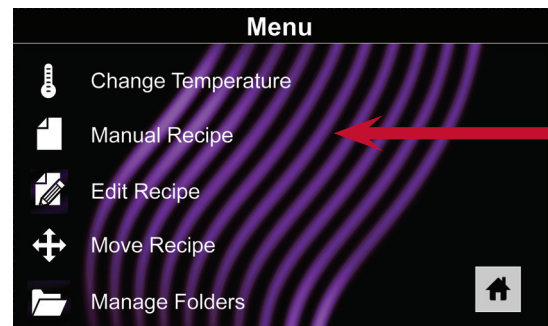 Menu
Change Temperature
Manual Recipe
Edit Recipe
Move Recipe
Manage Folders